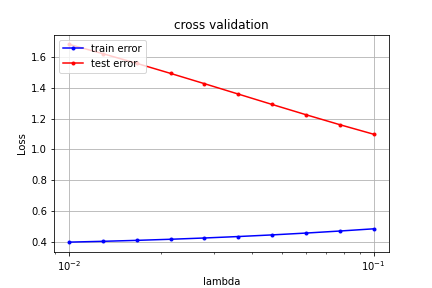 cross validation
train error
test error
Loss
1.6
1.4
1.2
1.0
0.8
0.6
0.4
10⁻²
10⁻¹
lambda